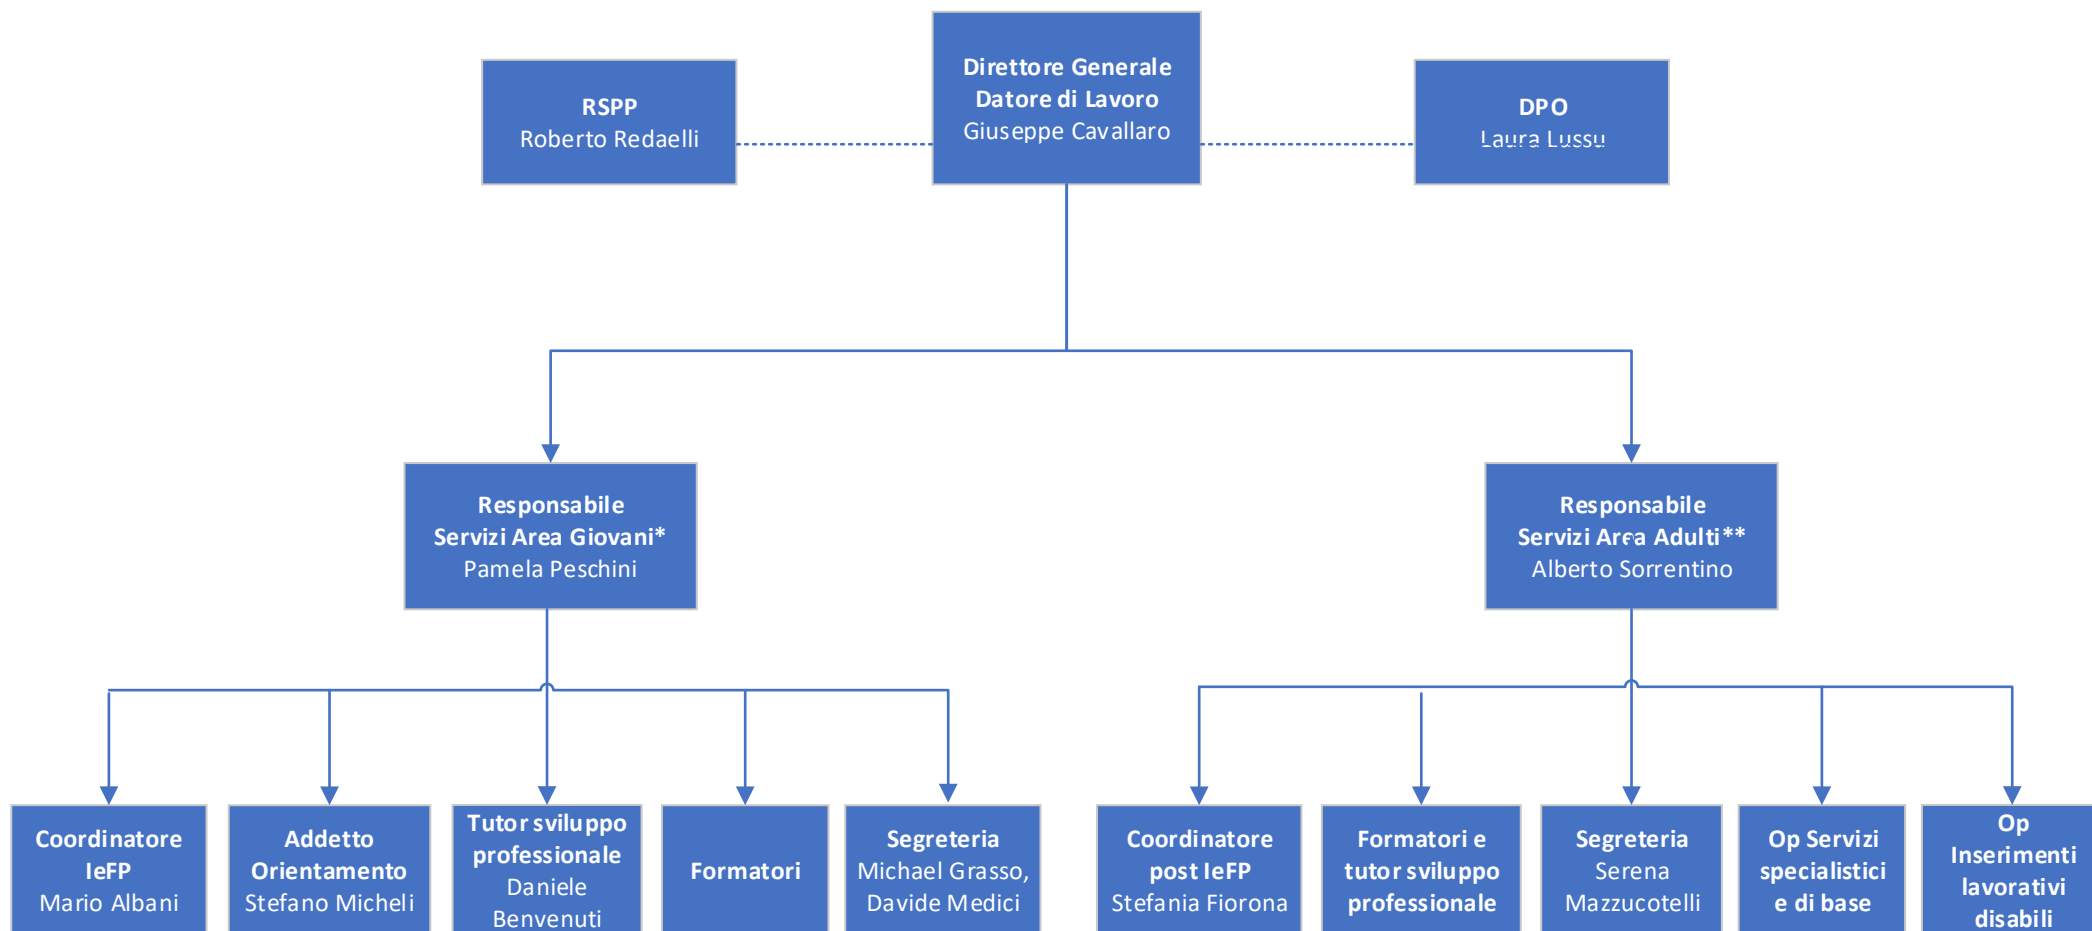 Direttore Generale
Datore di Lavoro
Giuseppe Cavallaro
RSPP
Roberto Redaelli
DPO
Laura Lussu
Responsabile
Servizi Area Giovani*
Pamela Peschini
Responsabile
Servizi Area Adulti**
Alberto Sorrentino
Coordinatore
IeFP
Mario Albani
Addetto
Orientamento
Stefano Micheli
Tutor sviluppo
professionale
Daniele
Benvenuti
Formatori
Segreteria
Michael Grasso,
Davide Medici
Coordinatore
post IeFP
Stefania Fiorona
Formatori e
tutor sviluppo
professionale
Segreteria
Serena
Mazzucotelli
Op Servizi
specialistici
e di base
Op
Inserimenti
lavorativi
disabili